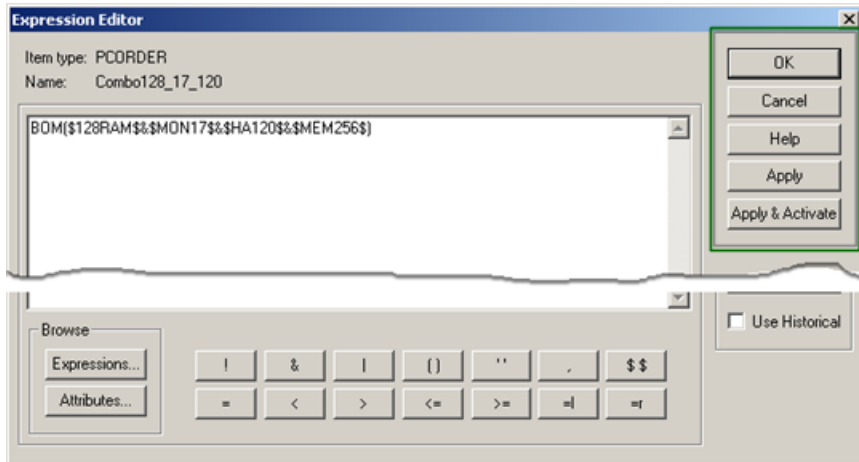 Expression Editor
Item type: PCORDER
Name: Combo128_17_120
BOM($128RAM$&$MON17$&$HA120$&$MEM256$)
OK
Cancel
Help
Apply
Apply & Activate
Use Historical
Browse
Expressions...
Attributes...
! & | () '' , $$
= < > <= >= =l =r